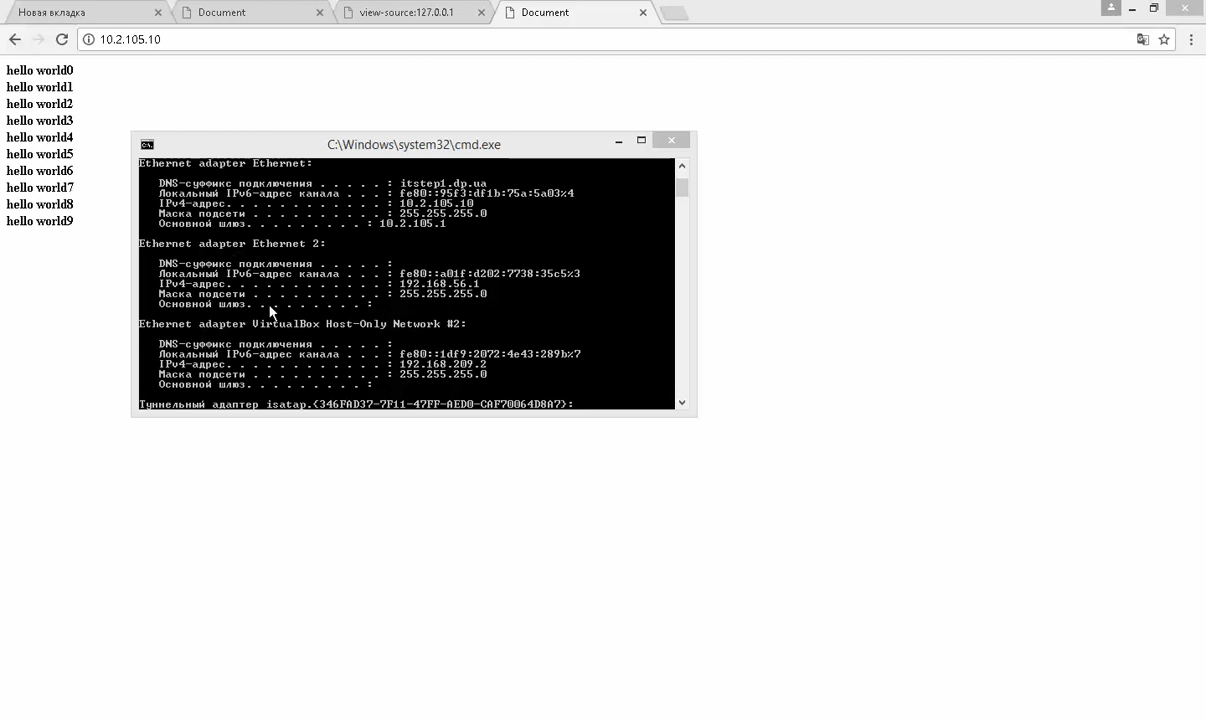 Новая вкладка
Document
view-source:127.0.0.1
Document
10.2.105.10
hello world0
hello world1
hello world2
hello world3
hello world4
hello world5
hello world6
hello world7
hello world8
hello world9
C:\Windows\system32\cmd.exe
Ethernet adapter Ethernet:
DNS-суффикс подключения . . . . . : itstep1.dp.ua
Локальный IPv6-адрес канала . . . : fe80::95f3:df1b:75a:5a03%4
IPv4-адрес. . . . . . . . . . . . : 10.2.105.10
Маска подсети . . . . . . . . . . : 255.255.255.0
Основной шлюз. . . . . . . . . : 10.2.105.1
Ethernet adapter Ethernet 2:
DNS-суффикс подключения . . . . . :
Локальный IPv6-адрес канала . . . : fe80::a01f:d202:7738:35c5%3
IPv4-адрес. . . . . . . . . . . . : 192.168.56.1
Маска подсети . . . . . . . . . . : 255.255.255.0
Основной шлюз. . . . . . . . . :
Ethernet adapter VirtualBox Host-Only Network #2:
DNS-суффикс подключения . . . . . :
Локальный IPv6-адрес канала . . . : fe80::1df9:2072:4e43:289b%7
IPv4-адрес. . . . . . . . . . . . : 192.168.209.2
Маска подсети . . . . . . . . . . : 255.255.255.0
Основной шлюз. . . . . . . . . :
Туннельный адаптер isatap.{346FAD37-7F11-47FF-AED0-CAF70064D8A7}: